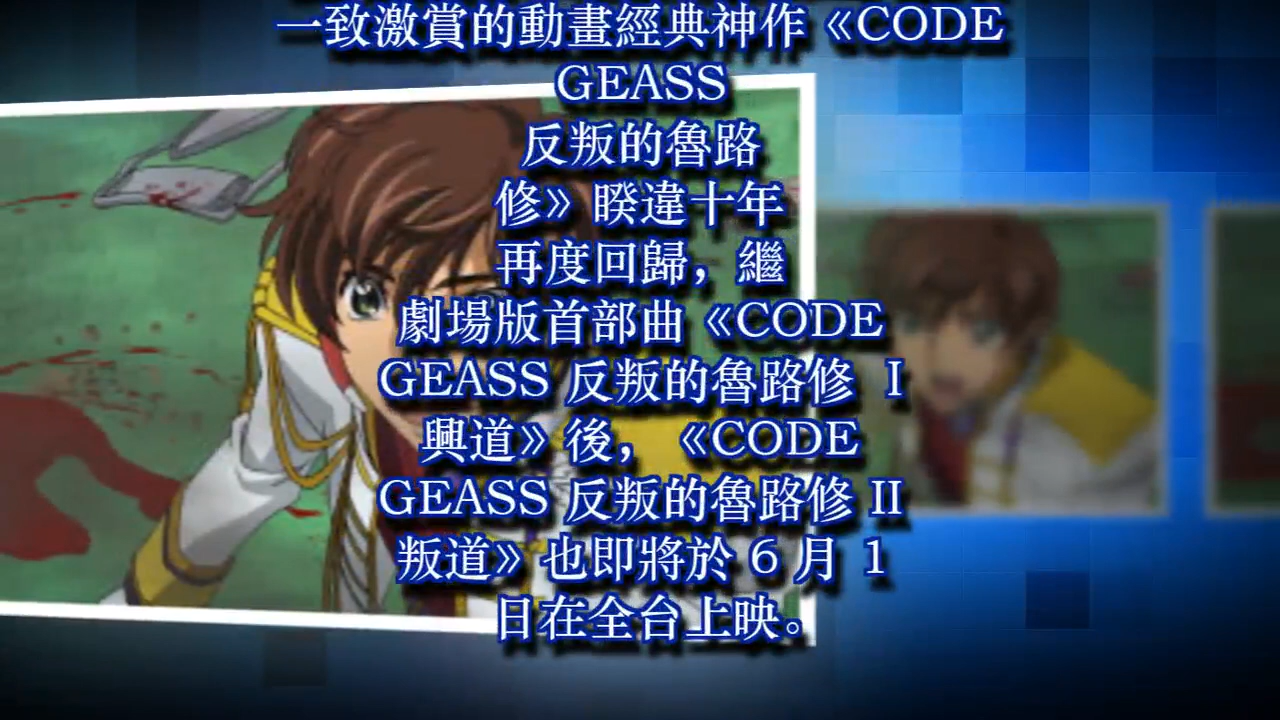 一致激賞的動畫經典神作《CODE
GEASS
反叛的魯路
修》睽違十年
再度回歸，繼
劇場版首部曲《CODE
GEASS 反叛的魯路修 I
興道》後，《CODE
GEASS 反叛的魯路修 II
叛道》也即將於 6 月 1
日在全台上映。